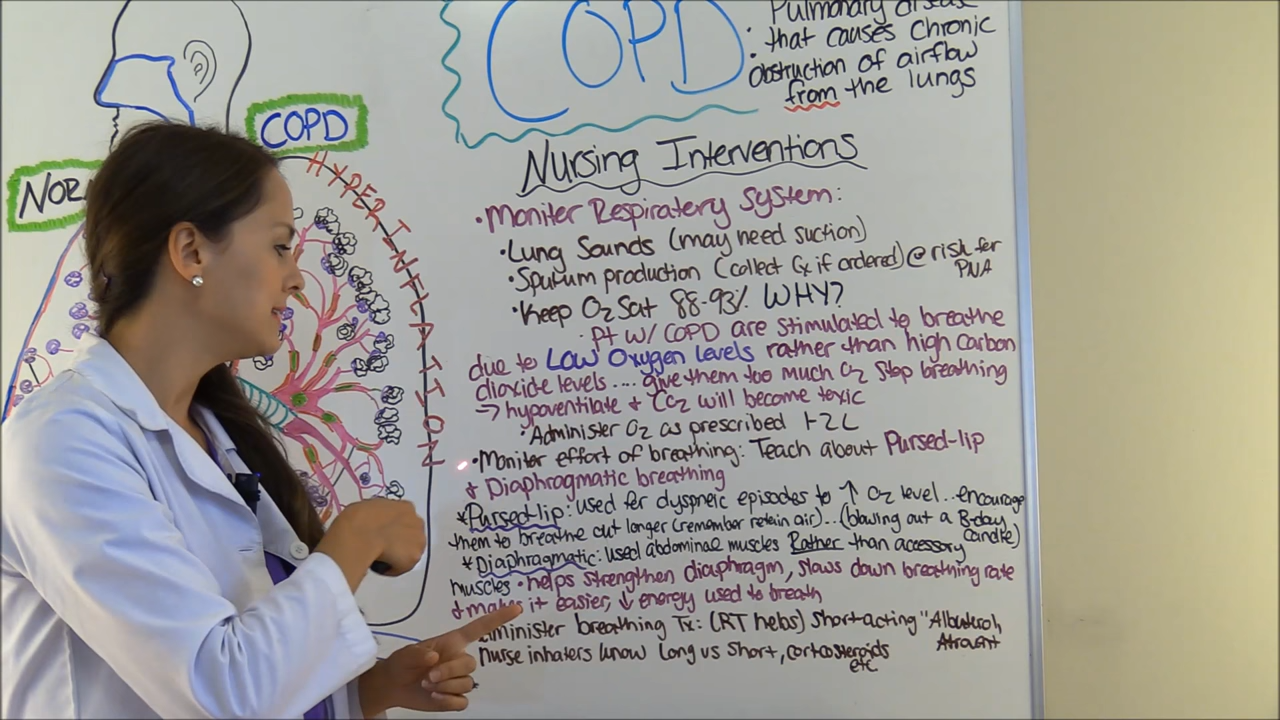 COPD
Pulmonary disease
• that causes Chronic
• obstruction of airflow
from the lungs
COPD
NOR
HYPERINFLATION
Nursing Interventions
• Moniter Respiratery System:
• Lung Sounds (may need suction)
• Sputum production (collect Cx if ordered) @ risk for
PNA
• Keep O2 Sat 88-93% WHY?
• Pt w/ COPD are stimulated to breathe
due to Low Oxygen levels rather than high carbon
dioxide levels.... give them too much O2 stop breathing
→ hypoventilate + CO2 will become toxic
• Administer O2 as prescribed 1-2L
• Monitor effort of breathing: Teach about Pursed-lip
+ Diaphragmatic breathing
* Pursed-lip: used for dyspneic episodes to ↑ O2 level... encourage
them to breathe out longer (remember retain air)... (blowing out a B-day
candle)
* Diaphragmatic: used abdominal muscles Rather than accessory
muscles • helps strengthen diaphragm, slows down breathing rate
+ makes it easier, ↓ energy used to breath
minister breathing Tx: (RT helps) Short acting "Albuterol,
Atrovent
nurse inhalers know Long vs Short, corticosteroids
etc